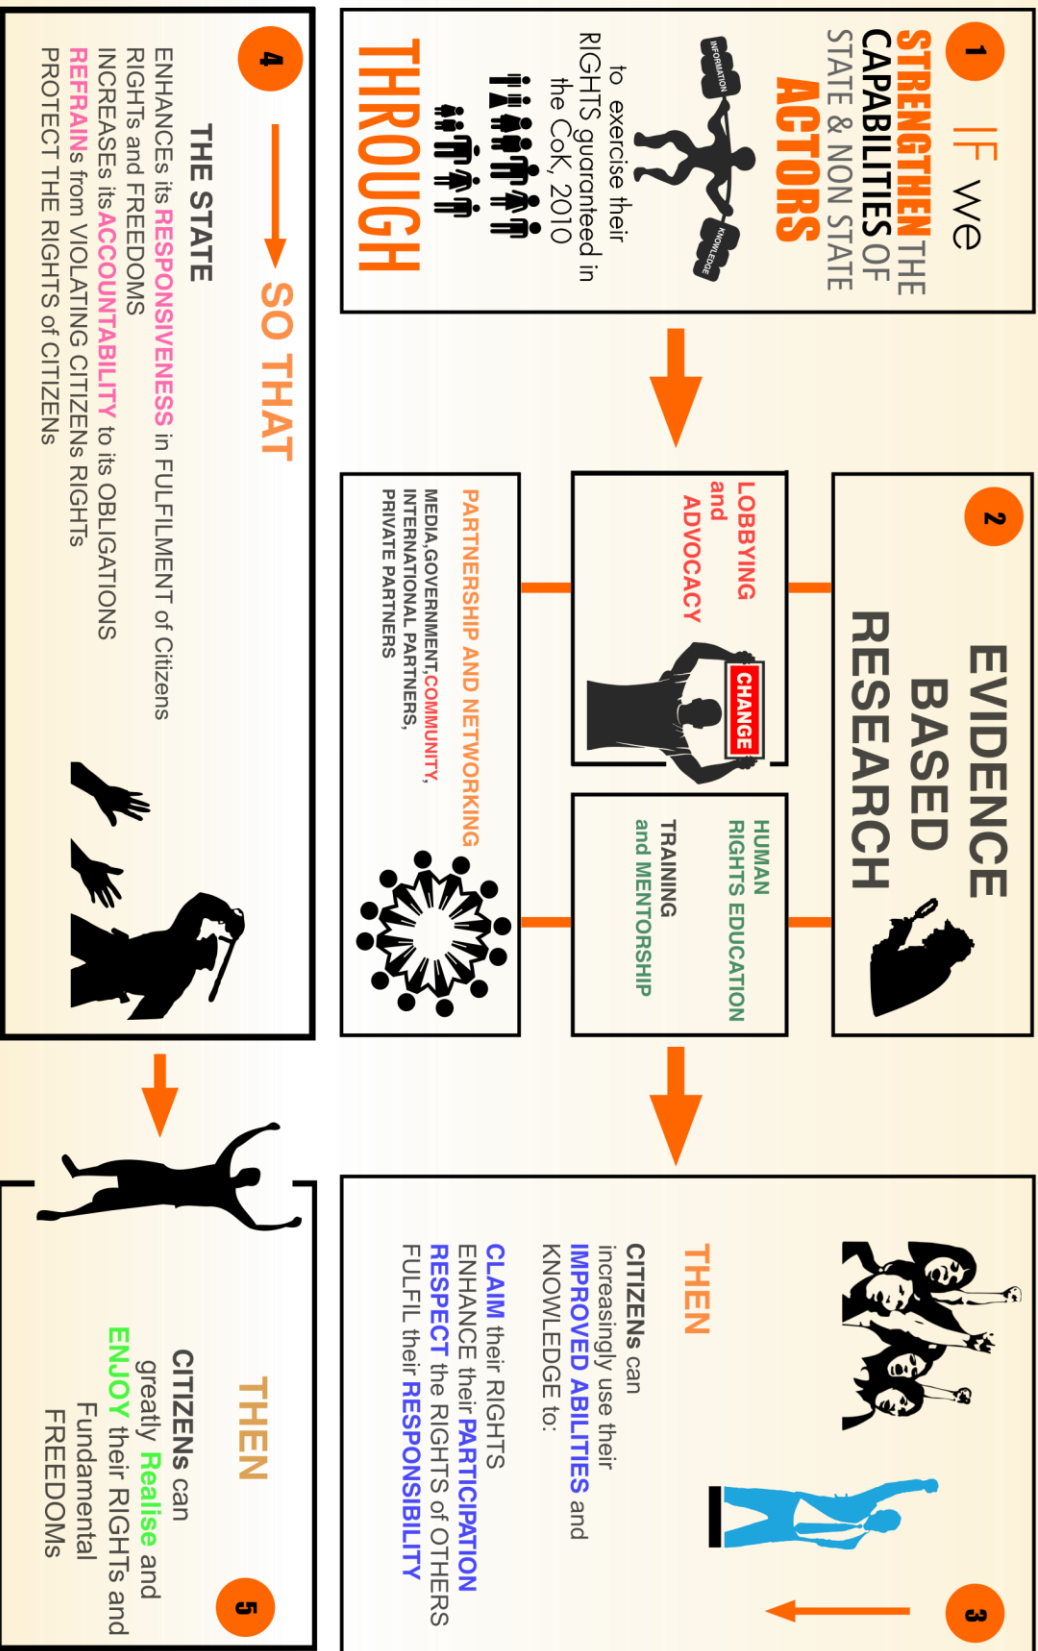 1
IF we
STRENGTHEN THE
CAPABILITIES OF
STATE & NON STATE
ACTORS
INFORMATION
KNOWLEDGE
to exercise their
RIGHTS guaranteed in
the CoK, 2010
THROUGH
2
EVIDENCE
BASED
RESEARCH
LOBBYING
and
ADVOCACY
CHANGE
HUMAN
RIGHTS EDUCATION
TRAINING
and MENTORSHIP
PARTNERSHIP AND NETWORKING
MEDIA,GOVERNMENT,COMMUNITY,
INTERNATIONAL PARTNERS,
PRIVATE PARTNERS
3
THEN
CITIZENs can
increasingly use their
IMPROVED ABILITIES and
KNOWLEDGE to:
CLAIM their RIGHTS
ENHANCE their PARTICIPATION
RESPECT the RIGHTS of OTHERS
FULFIL their RESPONSIBILITY
4
SO THAT
THE STATE
ENHANCEs its RESPONSIVENESS in FULFILMENT of Citizens
RIGHTs and FREEDOMS
INCREASEs its ACCOUNTABILITY to its OBLIGATIONS
REFRAINs from VIOLATING CITIZENs RIGHTs
PROTECT THE RIGHTS of CITIZENs
5
THEN
CITIZENs can
greatly Realise and
ENJOY their RIGHTs and
Fundamental
FREEDOMs